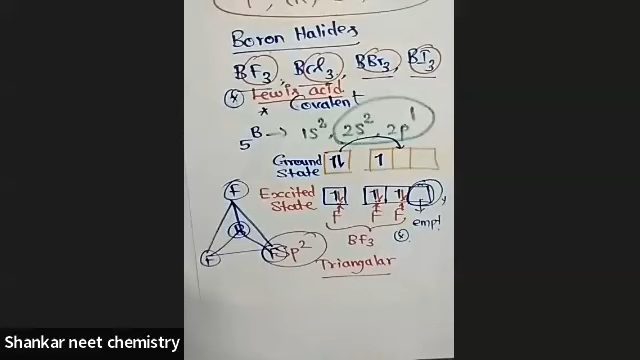 Boron Halides
BF3, BCl3, BBr3, BI3
* Lewis acid
* Covalent
5B → 1s2, 2s2, 2p1
Ground State
Excited State
F F F empt
BF3
F
B
F F sp2
Triangular
Shankar neet chemistry